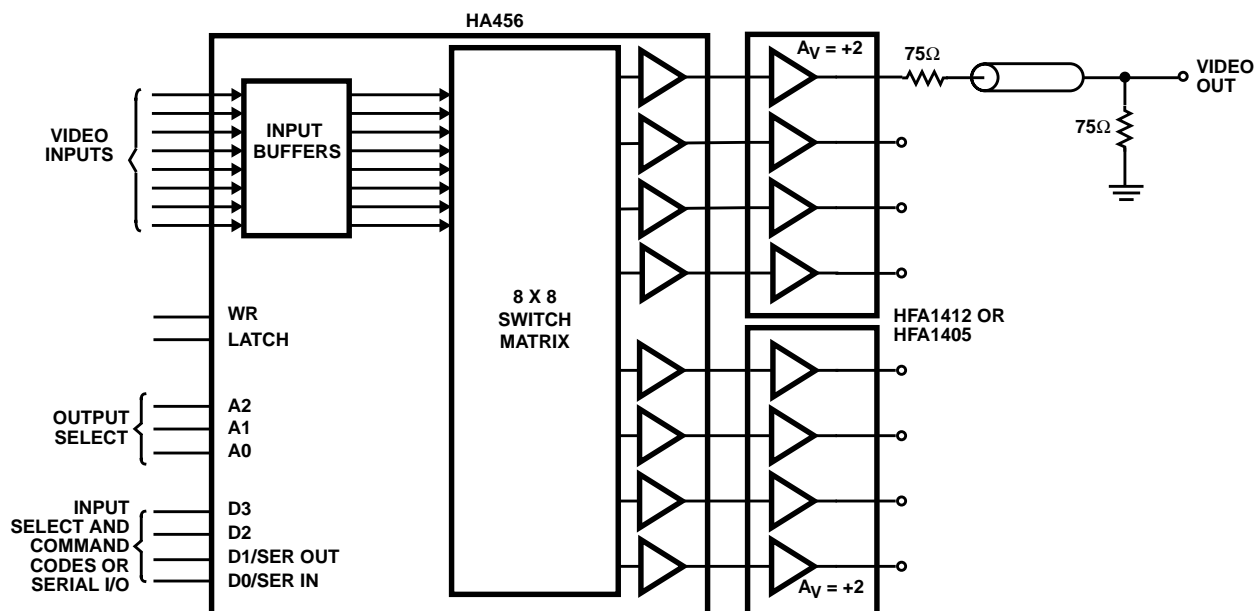 HA456
A_V = +2
75Ω
VIDEO
OUT
VIDEO
INPUTS
INPUT
BUFFERS
75Ω
8 X 8
SWITCH
MATRIX
HFA1412 OR
HFA1405
WR
LATCH
OUTPUT
SELECT
A2
A1
A0
INPUT
SELECT AND
COMMAND
CODES OR
SERIAL I/O
D3
D2
D1/SER OUT
D0/SER IN
A_V = +2